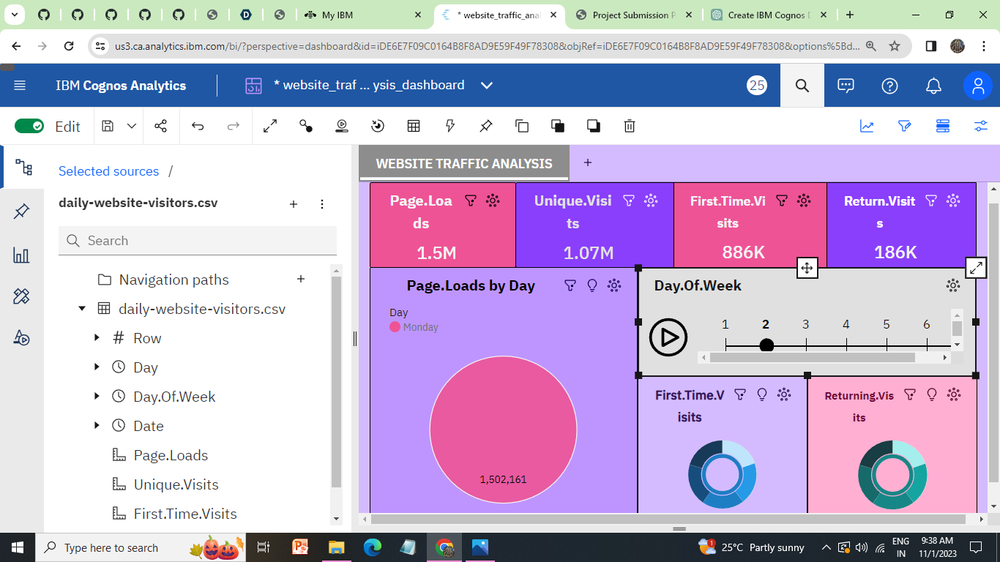 My IBM
* website_traffic_anal
Project Submission P
Create IBM Cognos D
us3.ca.analytics.ibm.com/bi/?perspective=dashboard&id=iDE6E7F09C0164B8F8AD9E59F49F78308&objRef=iDE6E7F09C0164B8F8AD9E59F49F78308&options%5Bd...
IBM Cognos Analytics
* website_traf ... ysis_dashboard
25
Edit
Selected sources /
WEBSITE TRAFFIC ANALYSIS
daily-website-visitors.csv
Search
Navigation paths
daily-website-visitors.csv
Row
Day
Day.Of.Week
Date
Page.Loads
Unique.Visits
First.Time.Visits
Page.Loa
ds
1.5M
Unique.Visi
ts
1.07M
First.Time.Vi
sits
886K
Return.Visit
s
186K
Page.Loads by Day
Day
Monday
1,502,161
Day.Of.Week
1 2 3 4 5 6
First.Time.V
isits
Returning.Vis
its
Type here to search
25°C Partly sunny
ENG
IN
9:38 AM
11/1/2023